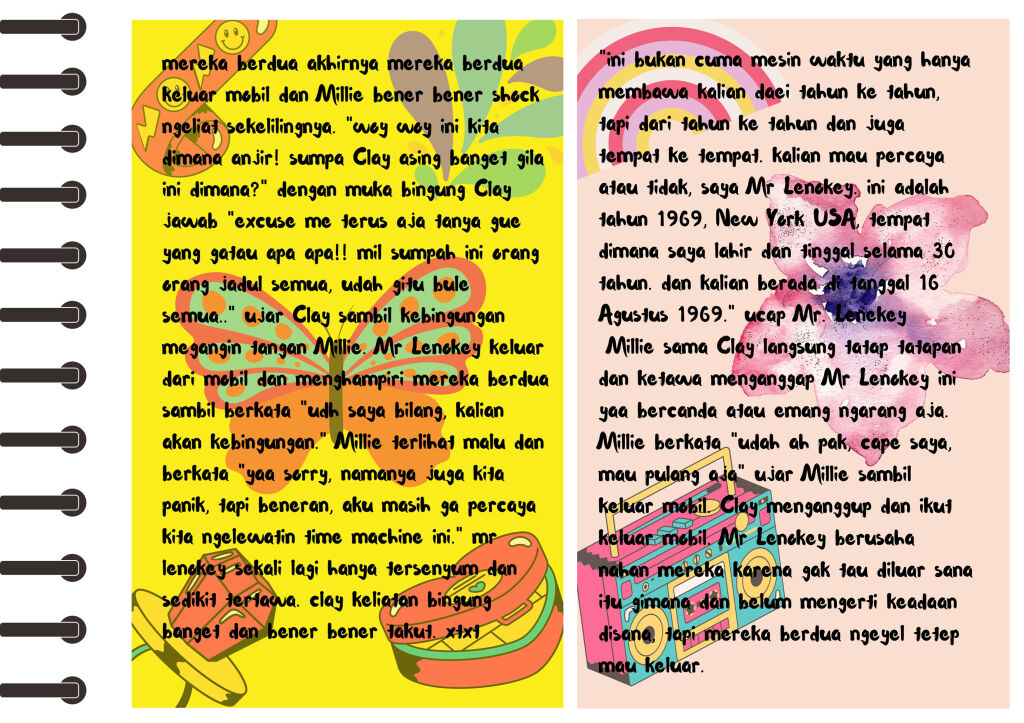 mereka berdua akhirnya mereka berdua
keluar mobil dan Millie bener bener shock
ngeliat sekelilingnya. "woy woy ini kita
dimana anjir! sumpa Clay asing banget gila
ini dimana?" dengan muka bingung Clay
jawab "excuse me terus aja tanya gue
yang gatau apa apa!! mil sumpah ini orang
orang jadul semua, udah gitu bule
semua.." ujar Clay sambil kebingungan
megangin tangan Millie. Mr Lenokey keluar
dari mobil dan menghampiri mereka berdua
sambil berkata "udh saya bilang, kalian
akan kebingungan." Millie terlihat malu dan
berkata "yaa sorry, namanya juga kita
panik, tapi beneran, aku masih ga percaya
kita ngelewatin time machine ini." mr
lenokey sekali lagi hanya tersenyum dan
sedikit tertawa. clay keliatan bingung
banget dan bener bener takut. xtxt
"ini bukan cuma mesin waktu yang hanya
membawa kalian daei tahun ke tahun,
tapi dari tahun ke tahun dan juga
tempat ke tempat. kalian mau percaya
atau tidak, saya Mr Lenokey. ini adalah
tahun 1969, New York USA, tempat
dimana saya lahir dan tinggal selama 30
tahun. dan kalian berada di tanggal 16
Agustus 1969." ucap Mr. Lenekey
Millie sama Clay langsung tatap tatapan
dan ketawa menganggap Mr Lenokey ini
yaa bercanda atau emang ngarang aja.
Millie berkata "udah ah pak, cape saya,
mau pulang aja" ujar Millie sambil
keluar mobil. Clay menganggup dan ikut
keluar mobil. Mr Lenokey berusaha
nahan mereka karena gak tau diluar sana
itu gimana dan belum mengerti keadaan
disana, tapi mereka berdua ngeyel tetep
mau keluar.